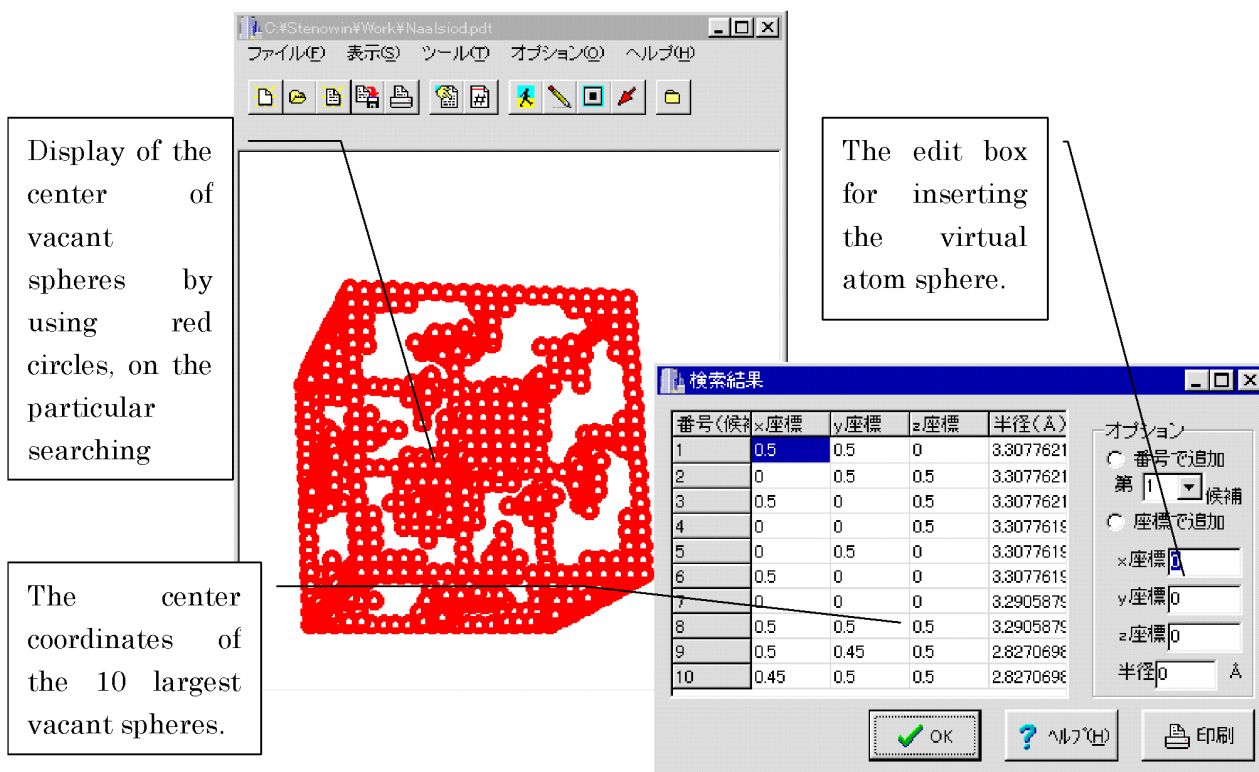 C:¥Stenowin¥Work¥Naalsiod.pdt
ファイル(F) 表示(S) ツール(T) オプション(O) ヘルプ(H)
Display of the
center of
vacant
spheres by
using red
circles, on the
particular
searching
The edit box
for inserting
the virtual
atom sphere.
The center
coordinates of
the 10 largest
vacant spheres.
検索結果
番号(候補 x座標 y座標 z座標 半径(Å)
1 0.5 0.5 0 3.3077621
2 0 0.5 0.5 3.3077621
3 0.5 0 0.5 3.3077621
4 0 0 0.5 3.3077619
5 0 0.5 0 3.3077619
6 0.5 0 0 3.3077619
7 0 0 0 3.2905879
8 0.5 0.5 0.5 3.2905879
9 0.5 0.45 0.5 2.8270698
10 0.45 0.5 0.5 2.8270698
オプション
番号で追加
第 1 候補
座標で追加
x座標 0
y座標 0
z座標 0
半径 0 Å
OK
ヘルプ(H)
印刷